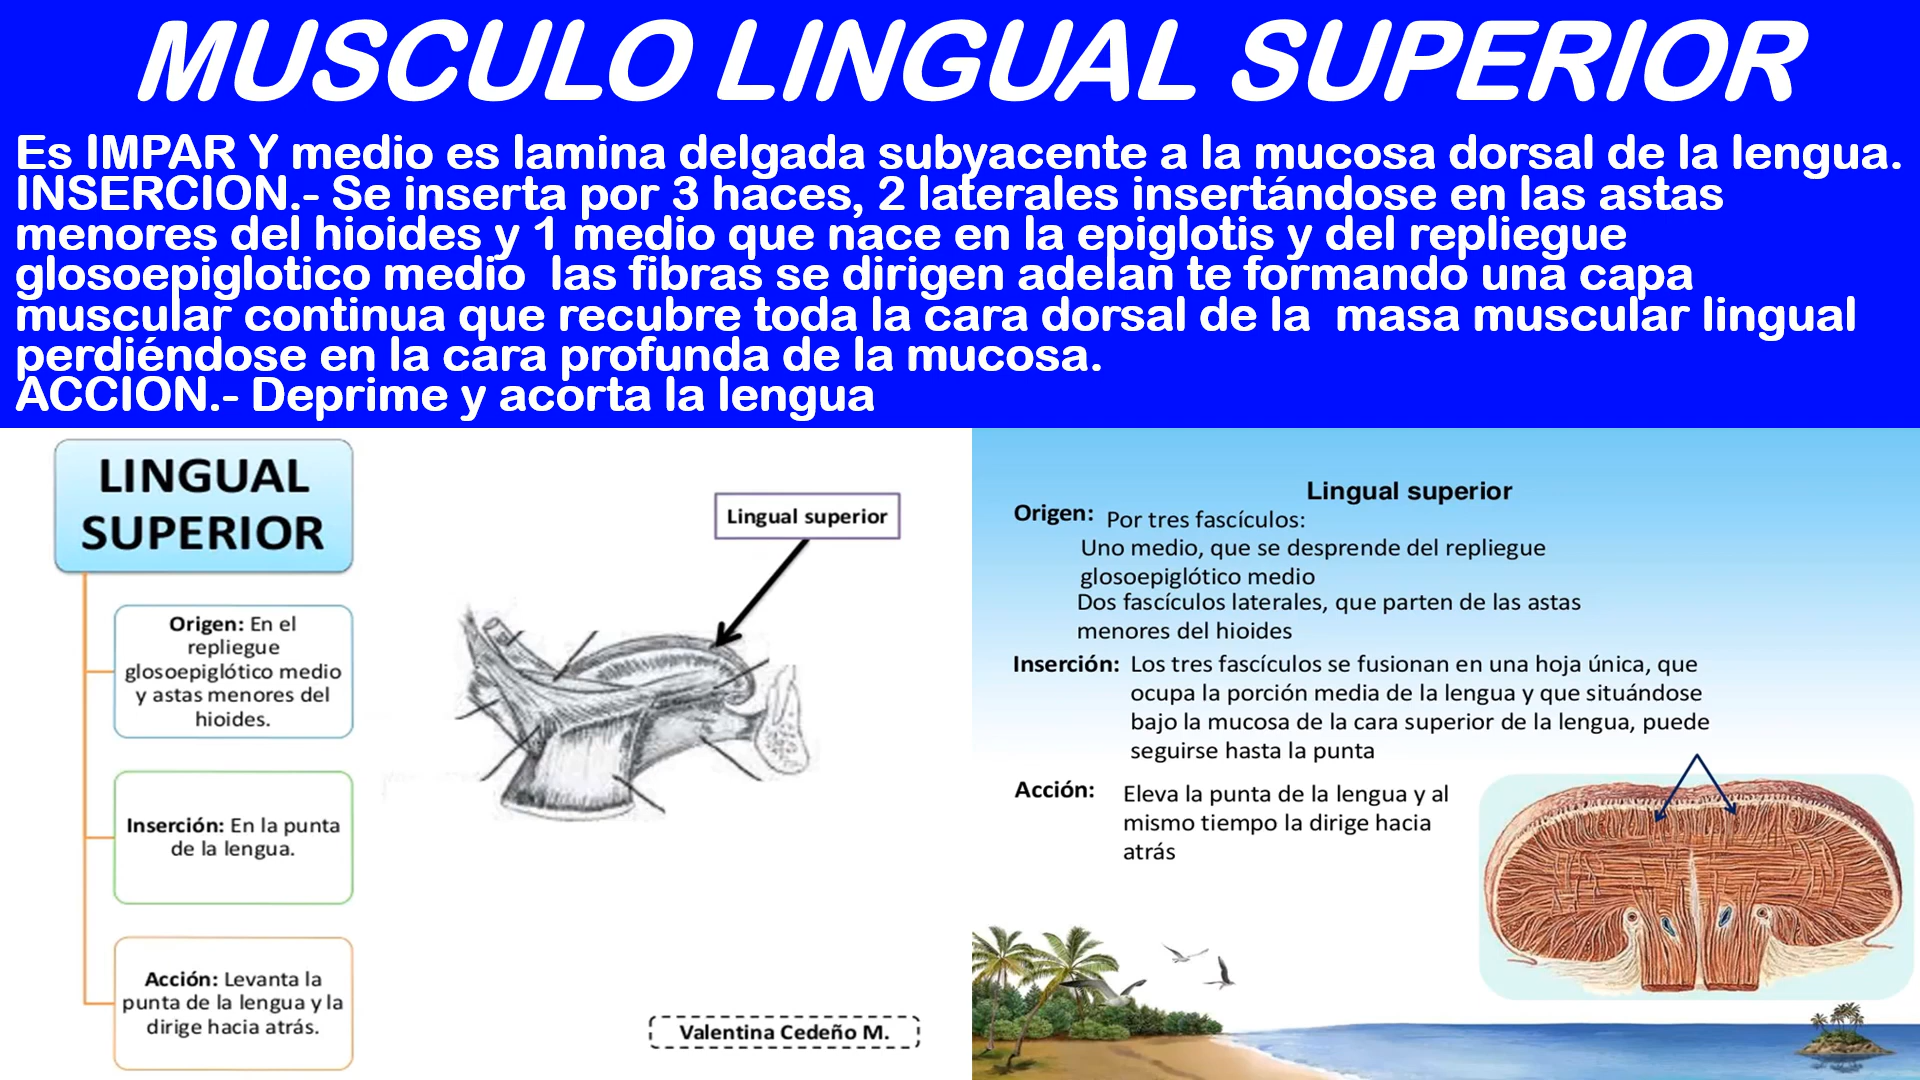 MUSCULO LINGUAL SUPERIOR
Es IMPAR Y medio es lamina delgada subyacente a la mucosa dorsal de la lengua.
INSERCION.- Se inserta por 3 haces, 2 laterales insertándose en las astas
menores del hioides y 1 medio que nace en la epiglotis y del repliegue
glosoepiglotico medio  las fibras se dirigen adelan te formando una capa
muscular continua que recubre toda la cara dorsal de la  masa muscular lingual
perdiéndose en la cara profunda de la mucosa.
ACCION.- Deprime y acorta la lengua
LINGUAL
SUPERIOR
Origen: En el
repliegue
glosoepiglótico medio
y astas menores del
hioides.
Inserción: En la punta
de la lengua.
Acción: Levanta la
punta de la lengua y la
dirige hacia atrás.
Lingual superior
Valentina Cedeño M.
Lingual superior
Origen: Por tres fascículos:
Uno medio, que se desprende del repliegue
glosoepiglótico medio
Dos fascículos laterales, que parten de las astas
menores del hioides
Inserción: Los tres fascículos se fusionan en una hoja única, que
ocupa la porción media de la lengua y que situándose
bajo la mucosa de la cara superior de la lengua, puede
seguirse hasta la punta
Acción: Eleva la punta de la lengua y al
mismo tiempo la dirige hacia
atrás